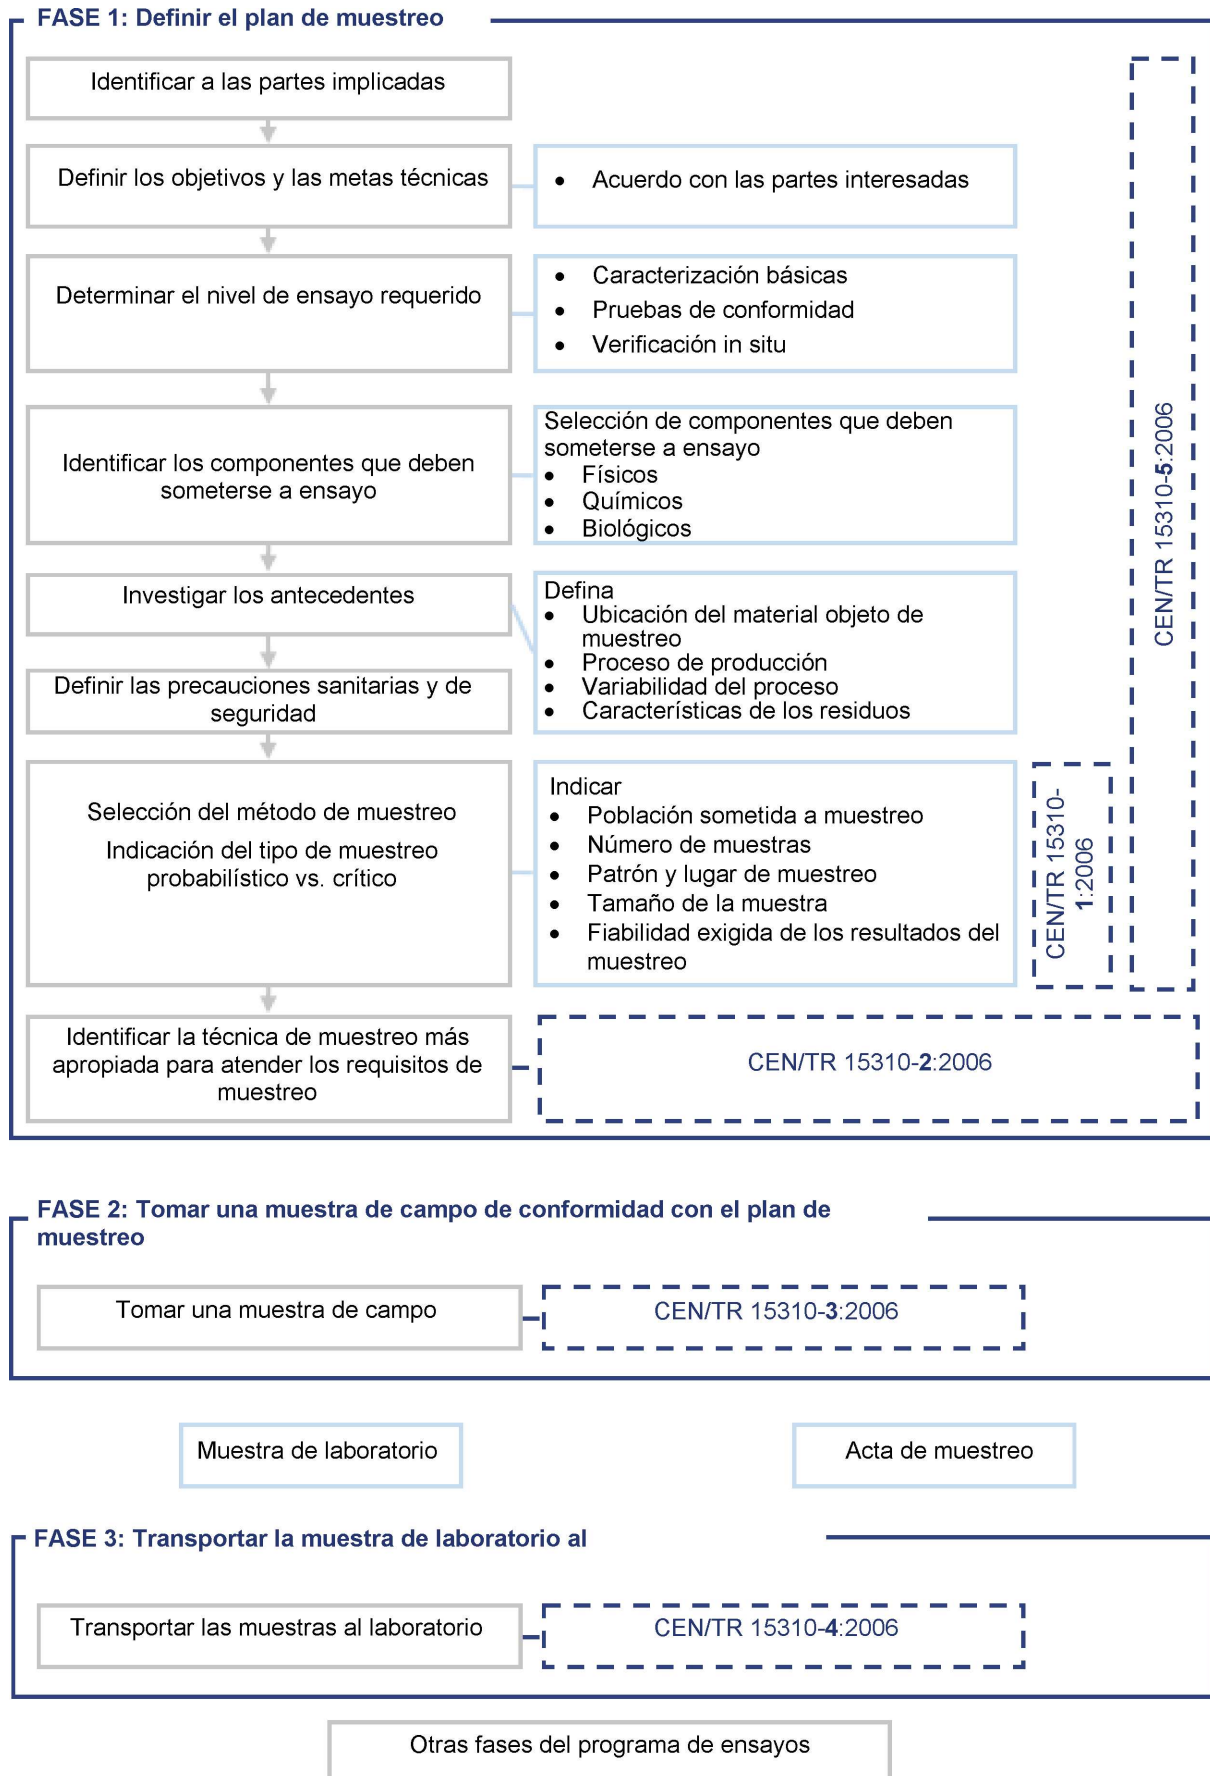 FASE 1: Definir el plan de muestreo
Identificar a las partes implicadas
Definir los objetivos y las metas técnicas
• Acuerdo con las partes interesadas
Determinar el nivel de ensayo requerido
• Caracterización básicas
• Pruebas de conformidad
• Verificación in situ
Identificar los componentes que deben
someterse a ensayo
Selección de componentes que deben
someterse a ensayo
• Físicos
• Químicos
• Biológicos
Investigar los antecedentes
Defina
• Ubicación del material objeto de
muestreo
• Proceso de producción
• Variabilidad del proceso
• Características de los residuos
Definir las precauciones sanitarias y de
seguridad
Selección del método de muestreo
Indicación del tipo de muestreo
probabilístico vs. crítico
Indicar
• Población sometida a muestreo
• Número de muestras
• Patrón y lugar de muestreo
• Tamaño de la muestra
• Fiabilidad exigida de los resultados del
muestreo
CEN/TR 15310-
1:2006
CEN/TR 15310-5:2006
Identificar la técnica de muestreo más
apropiada para atender los requisitos de
muestreo
CEN/TR 15310-2:2006
FASE 2: Tomar una muestra de campo de conformidad con el plan de
muestreo
Tomar una muestra de campo
CEN/TR 15310-3:2006
Muestra de laboratorio
Acta de muestreo
FASE 3: Transportar la muestra de laboratorio al
Transportar las muestras al laboratorio
CEN/TR 15310-4:2006
Otras fases del programa de ensayos